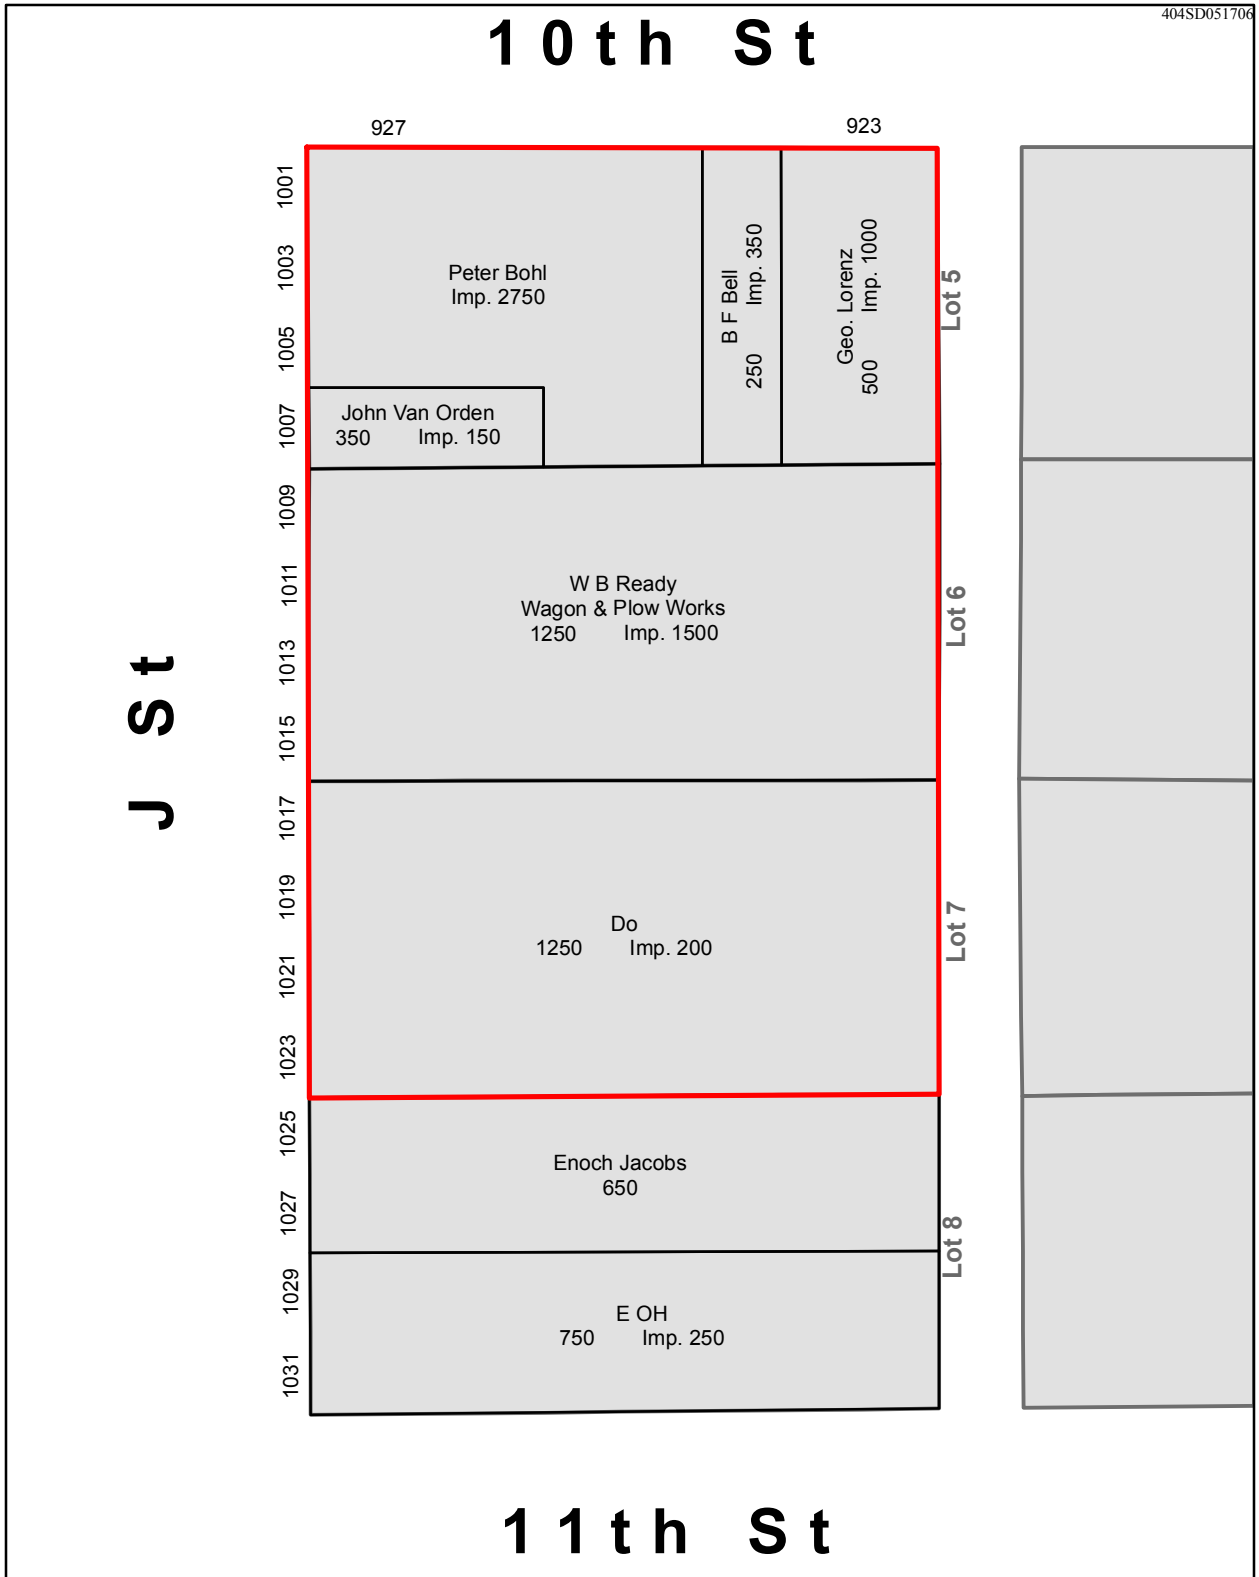 404SD051706
10th St
927
923
1001
1003
1005
1007
1009
1011
1013
1015
1017
1019
1021
1023
1025
1027
1029
1031
J St
Peter Bohl
Imp. 2750
B F Bell
250 Imp. 350
Geo. Lorenz
500 Imp. 1000
Lot 5
John Van Orden
350 Imp. 150
W B Ready
Wagon & Plow Works
1250 Imp. 1500
Lot 6
Do
1250 Imp. 200
Lot 7
Enoch Jacobs
650
Lot 8
E OH
750 Imp. 250
11th St